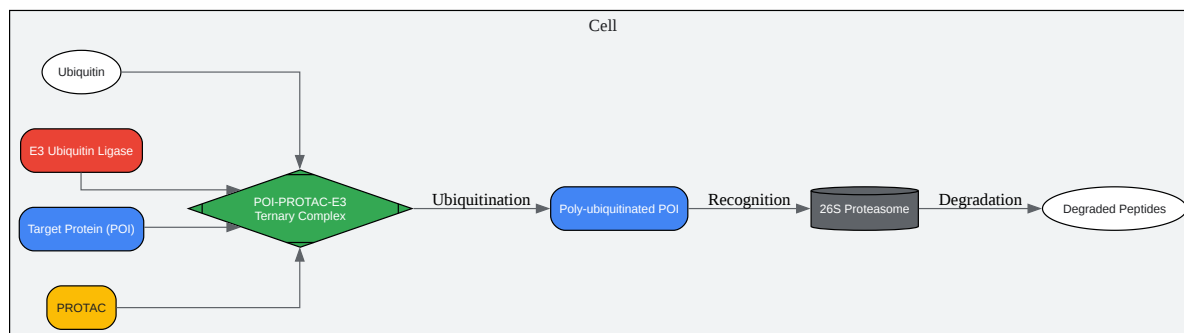 Cell
Ubiquitin
E3 Ubiquitin Ligase
Target Protein (POI)
PROTAC
POI-PROTAC-E3
Ternary Complex
Ubiquitination
Poly-ubiquitinated POI
Recognition
26S Proteasome
Degradation
Degraded Peptides